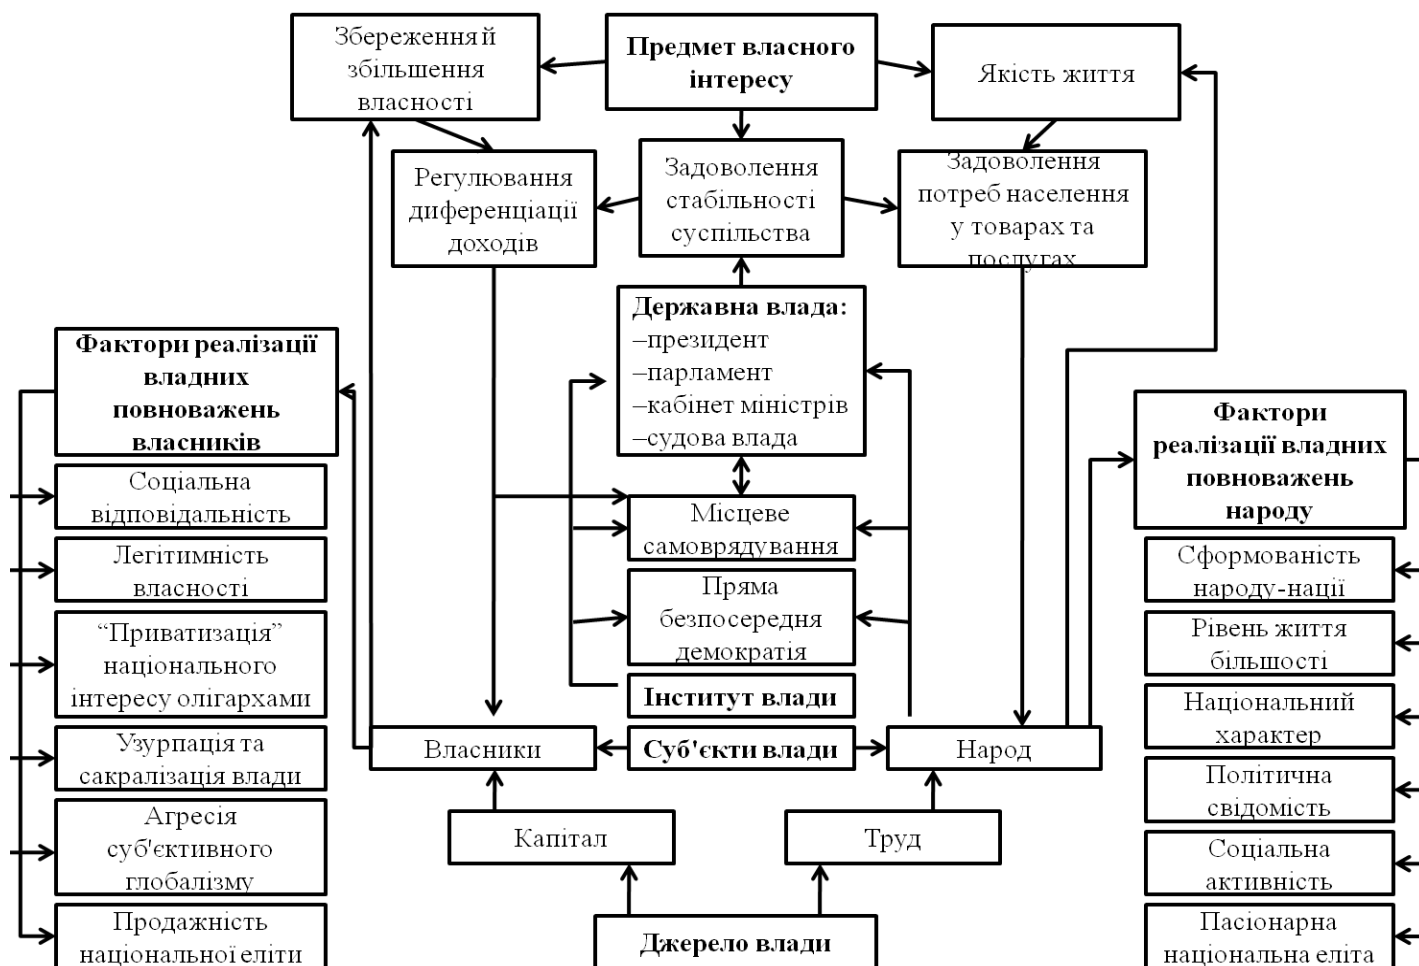 Збереження й
збільшення
власності
Предмет власного
інтересу
Якість життя
Регулювання
диференціації
доходів
Задоволення
стабільності
суспільства
Задоволення
потреб населення
у товарах та
послугах
Державна влада:
–президент
–парламент
–кабінет міністрів
–судова влада
Фактори реалізації
владних
повноважень
власників
Соціальна
відповідальність
Легітимність
власності
“Приватизація”
національного
інтересу олігархами
Узурпація та
сакралізація влади
Агресія
суб'єктивного
глобалізму
Продажність
національної еліти
Місцеве
самоврядування
Пряма
безпосередня
демократія
Інститут влади
Власники
Суб'єкти влади
Народ
Капітал
Труд
Джерело влади
Фактори
реалізації владних
повноважень
народу
Сформованість
народу-нації
Рівень життя
більшості
Національний
характер
Політична
свідомість
Соціальна
активність
Пасіонарна
національна еліта